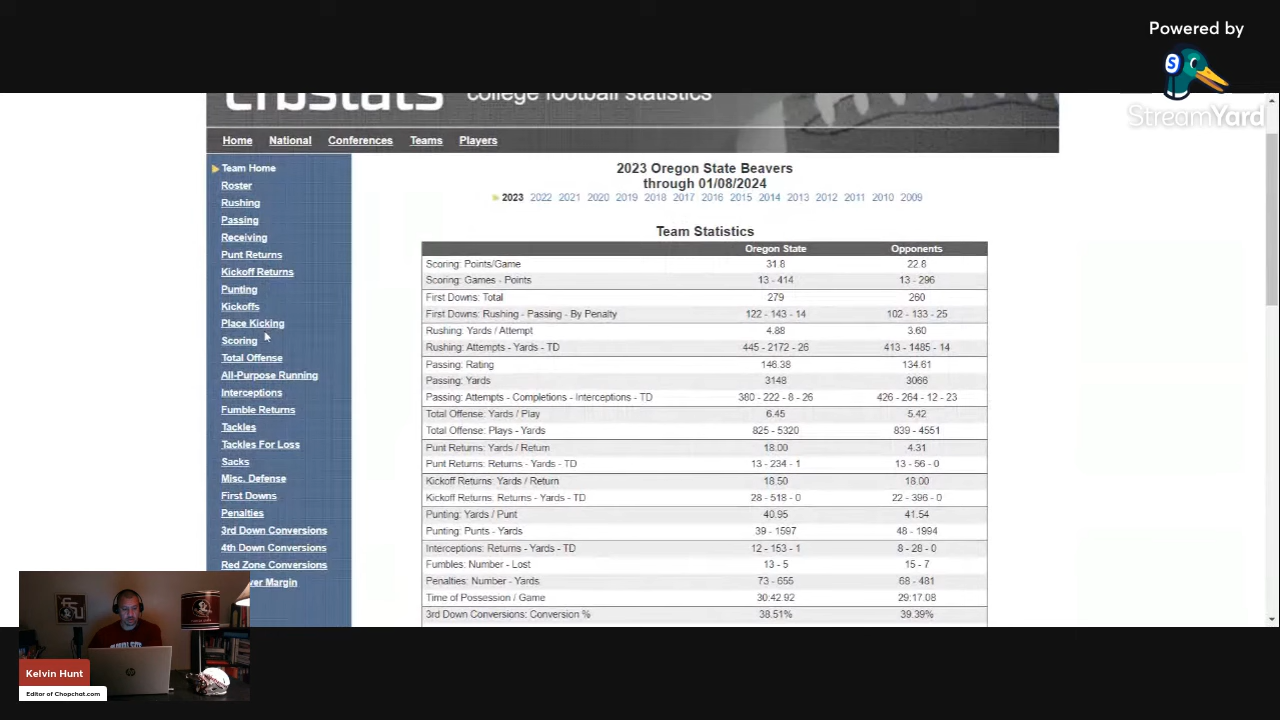 Powered by
StreamYard
cfbstats college football statistics
Home National Conferences Teams Players
Team Home
Roster
Rushing
Passing
Receiving
Punt Returns
Kickoff Returns
Punting
Kickoffs
Place Kicking
Scoring
Total Offense
All-Purpose Running
Interceptions
Fumble Returns
Tackles
Tackles For Loss
Sacks
Misc. Defense
First Downs
Penalties
3rd Down Conversions
4th Down Conversions
Red Zone Conversions
ver Margin
2023 Oregon State Beavers
through 01/08/2024
2023 2022 2021 2020 2019 2018 2017 2016 2015 2014 2013 2012 2011 2010 2009
Team Statistics
Oregon State Opponents
Scoring: Points/Game 31.8 22.8
Scoring: Games - Points 13 - 414 13 - 296
First Downs: Total 279 260
First Downs: Rushing - Passing - By Penalty 122 - 143 - 14 102 - 133 - 25
Rushing: Yards / Attempt 4.88 3.60
Rushing: Attempts - Yards - TD 445 - 2172 - 26 413 - 1485 - 14
Passing: Rating 146.38 134.61
Passing: Yards 3148 3066
Passing: Attempts - Completions - Interceptions - TD 380 - 222 - 8 - 26 426 - 264 - 12 - 23
Total Offense: Yards / Play 6.45 5.42
Total Offense: Plays - Yards 825 - 5320 839 - 4551
Punt Returns: Yards / Return 18.00 4.31
Punt Returns: Returns - Yards - TD 13 - 234 - 1 13 - 56 - 0
Kickoff Returns: Yards / Return 18.50 18.00
Kickoff Returns: Returns - Yards - TD 28 - 518 - 0 22 - 396 - 0
Punting: Yards / Punt 40.95 41.54
Punting: Punts - Yards 39 - 1597 48 - 1994
Interceptions: Returns - Yards - TD 12 - 153 - 1 8 - 28 - 0
Fumbles: Number - Lost 13 - 5 15 - 7
Penalties: Number - Yards 73 - 655 68 - 481
Time of Possession / Game 30:42.92 29:17.08
3rd Down Conversions: Conversion % 38.51% 39.39%
FSU
Kelvin Hunt
Editor of Chopchat.com